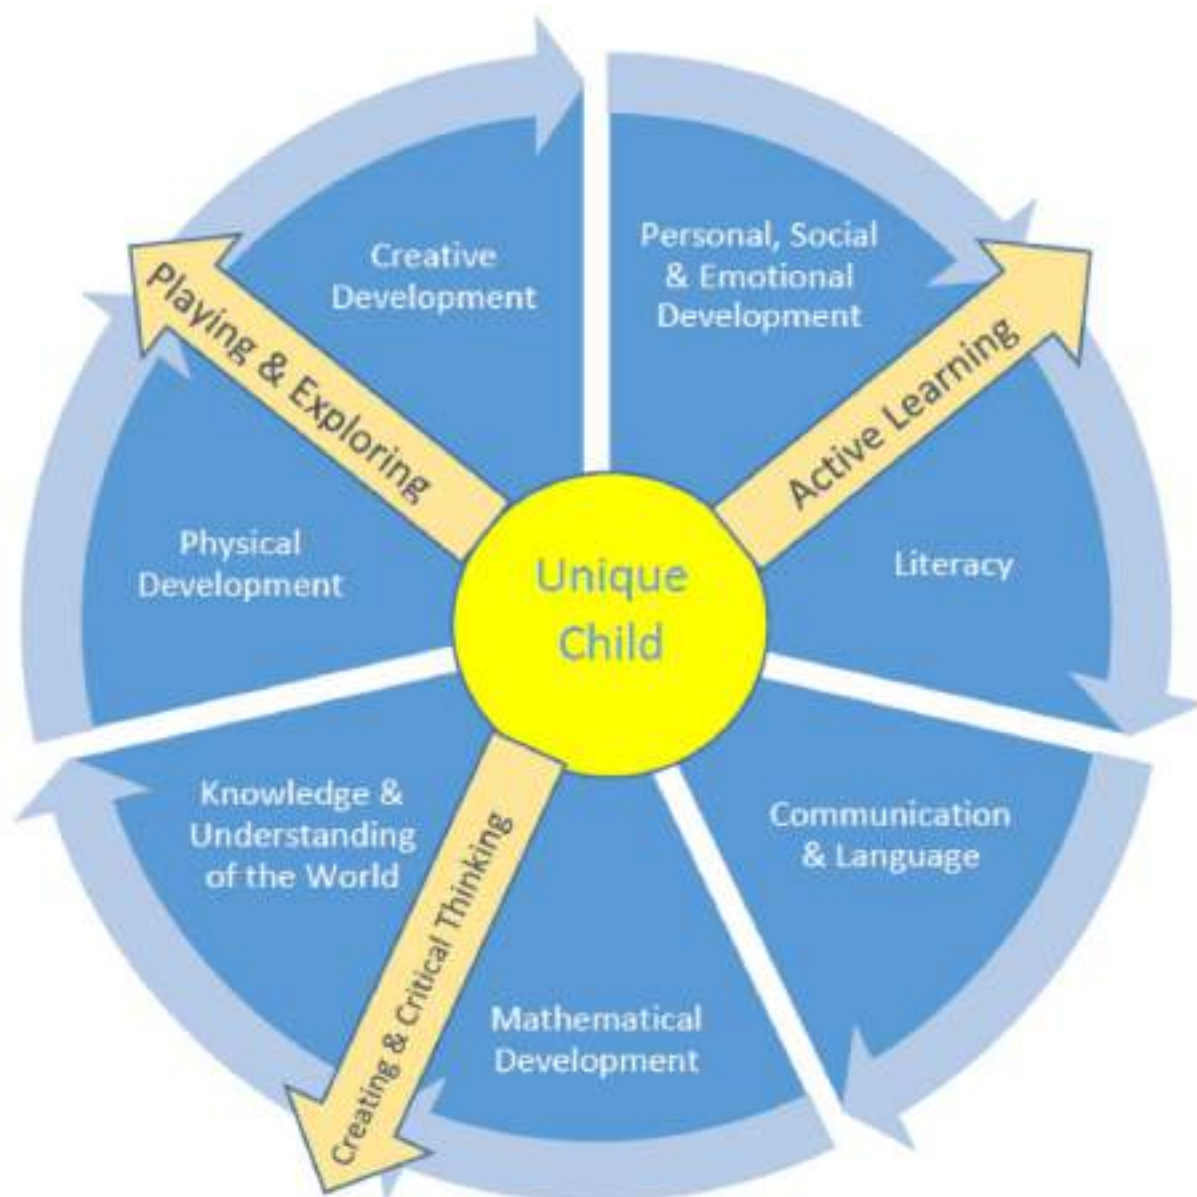 Creative
Development
Personal, Social
& Emotional
Development
Playing & Exploring
Active Learning
Physical
Development
Unique
Child
Literacy
Knowledge &
Understanding
of the World
Communication
& Language
Creating & Critical Thinking
Mathematical
Development